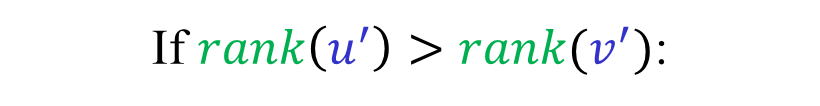 If rank(u′) > rank(v′):